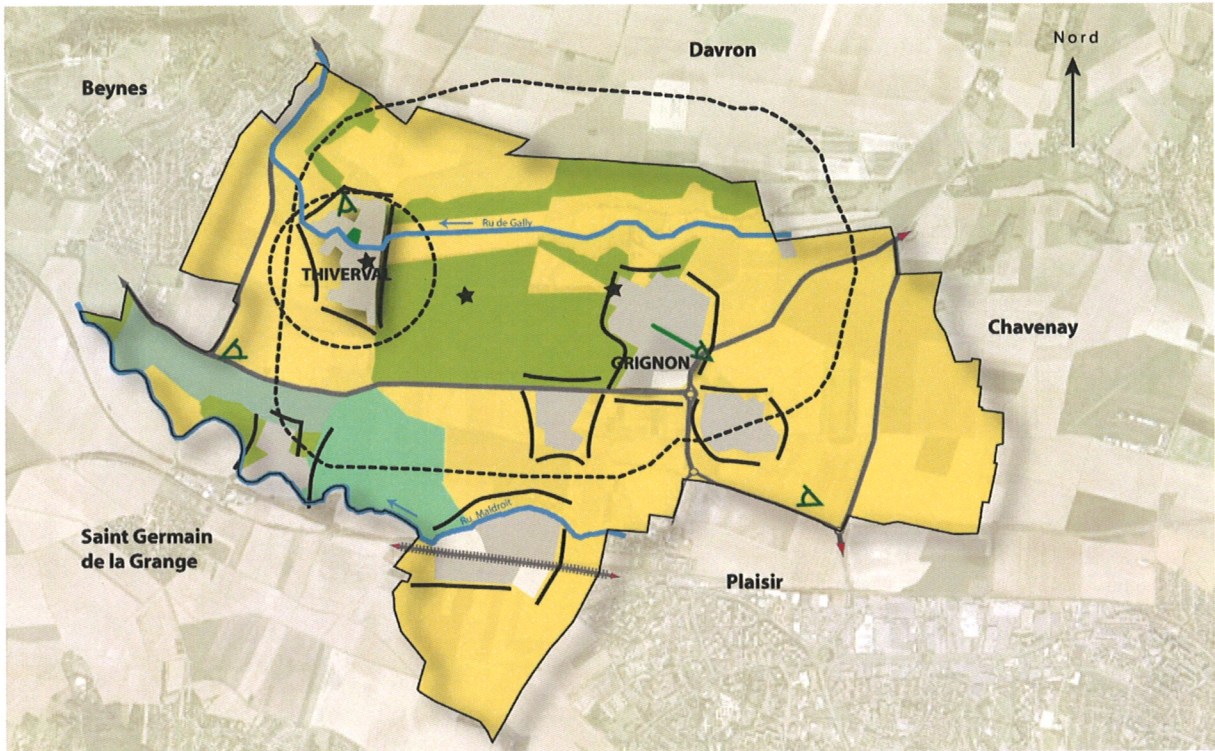 Davron
Nord
Beynes
Ru de Gally
THIVERVAL
Chavenay
GRIGNON
Ru Maldroit
Saint Germain
de la Grange
Plaisir